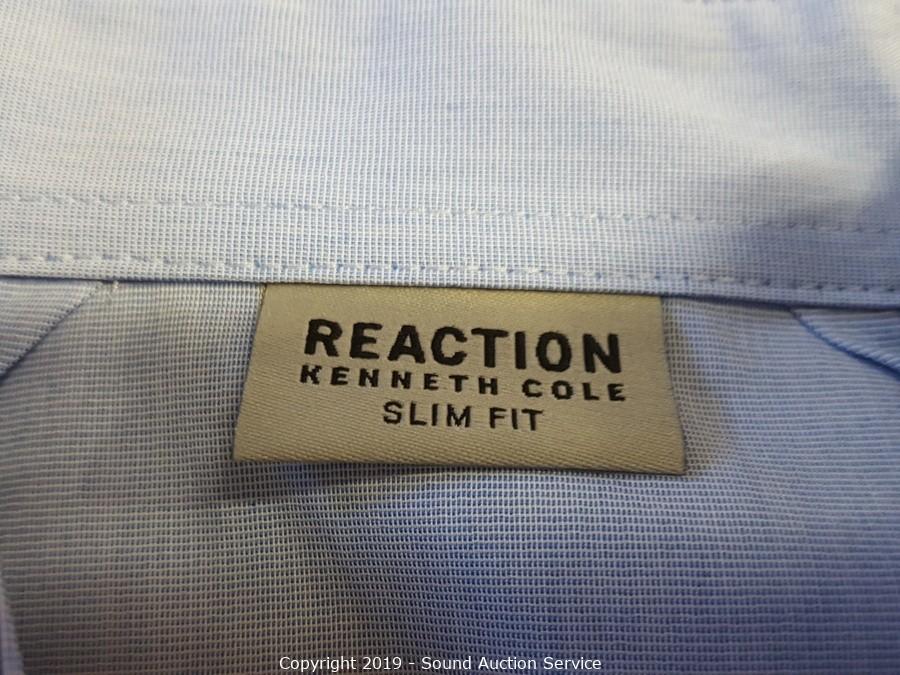 REACTION
KENNETH COLE
SLIM FIT
Copyright 2019 - Sound Auction Service